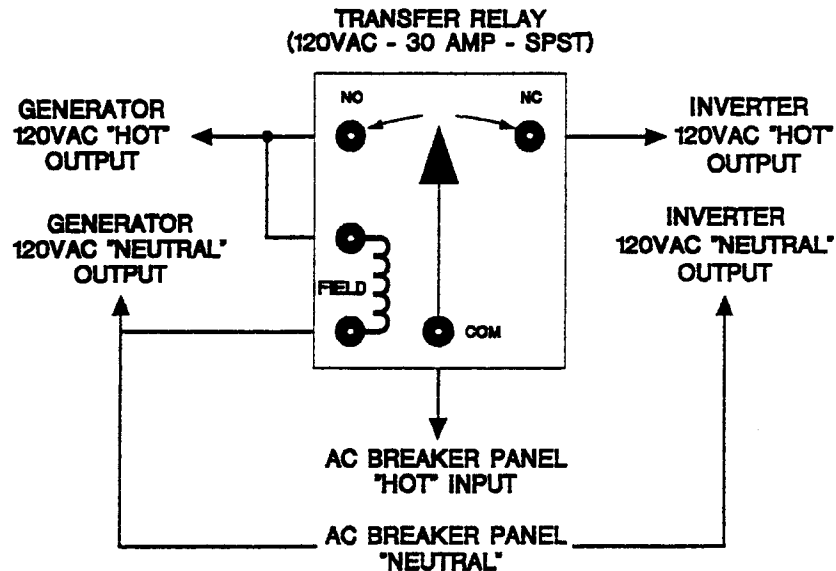 TRANSFER RELAY
(120VAC - 30 AMP - SPST)
NO
NC
GENERATOR
120VAC "HOT"
OUTPUT
INVERTER
120VAC "HOT"
OUTPUT
GENERATOR
120VAC "NEUTRAL"
OUTPUT
INVERTER
120VAC "NEUTRAL"
OUTPUT
FIELD
COM
AC BREAKER PANEL
"HOT" INPUT
AC BREAKER PANEL
"NEUTRAL"